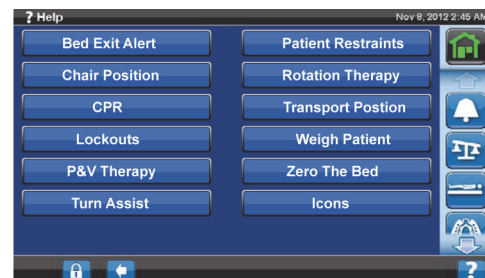 ? Help
Nov 8, 2012 2:45 AM
Bed Exit Alert
Patient Restraints
Chair Position
Rotation Therapy
CPR
Transport Postion
Lockouts
Weigh Patient
P&V Therapy
Zero The Bed
Turn Assist
Icons
?